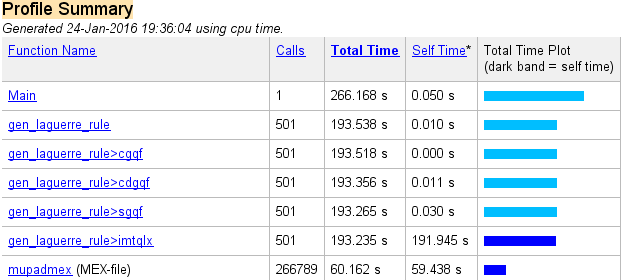 Profile Summary
Generated 24-Jan-2016 19:36:04 using cpu time.
Function Name Calls Total Time Self Time* Total Time Plot
(dark band = self time)
Main 1 266.168 s 0.050 s
gen_laguerre_rule 501 193.538 s 0.010 s
gen_laguerre_rule>cgqf 501 193.518 s 0.000 s
gen_laguerre_rule>cdgqf 501 193.356 s 0.011 s
gen_laguerre_rule>sgqf 501 193.265 s 0.030 s
gen_laguerre_rule>imtqlx 501 193.235 s 191.945 s
mupadmex (MEX-file) 266789 60.162 s 59.438 s